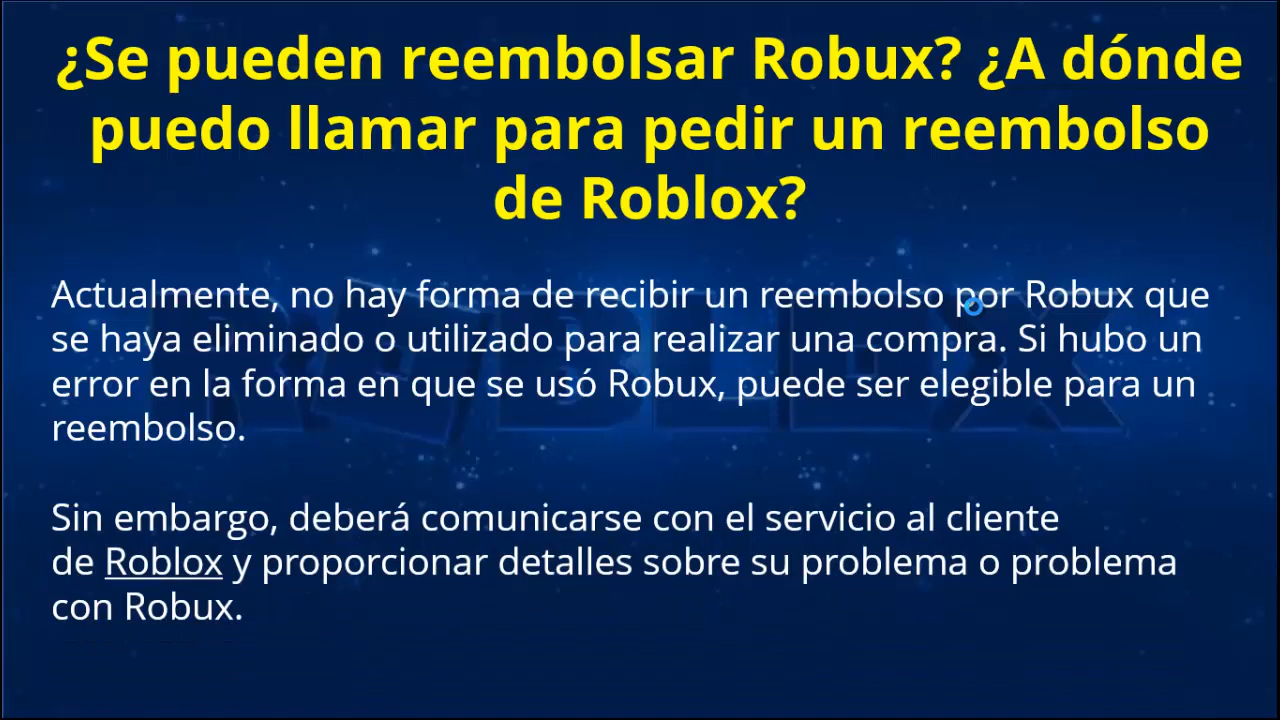 ¿Se pueden reembolsar Robux? ¿A dónde
puedo llamar para pedir un reembolso
de Roblox?
Actualmente, no hay forma de recibir un reembolso por Robux que
se haya eliminado o utilizado para realizar una compra. Si hubo un
error en la forma en que se usó Robux, puede ser elegible para un
reembolso.
Sin embargo, deberá comunicarse con el servicio al cliente
de Roblox y proporcionar detalles sobre su problema o problema
con Robux.
ROBLOX